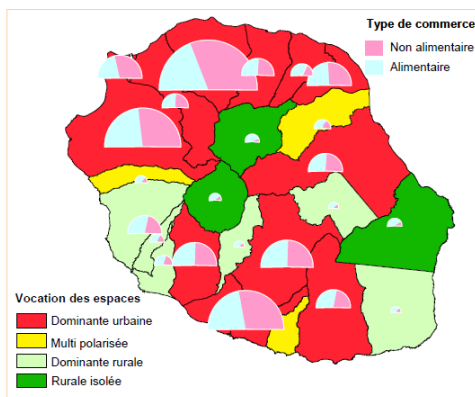 Type de commerce
Non alimentaire
Alimentaire
Vocation des espaces
Dominante urbaine
Multi polarisée
Dominante rurale
Rurale isolée